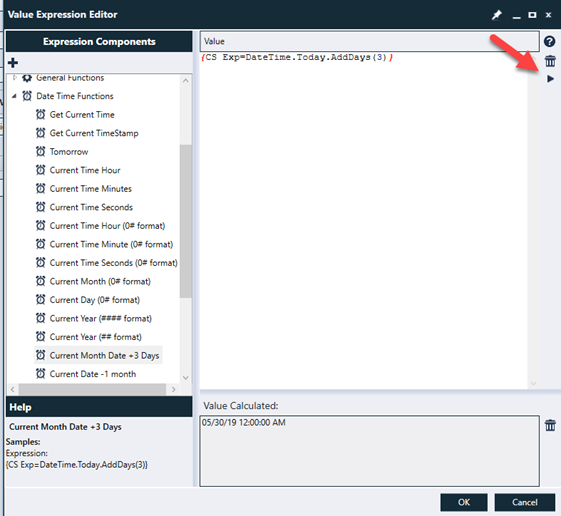 Value Expression Editor
Expression Components
General Functions
Date Time Functions
Get Current Time
Get Current TimeStamp
Tomorrow
Current Time Hour
Current Time Minutes
Current Time Seconds
Current Time Hour (0# format)
Current Time Minute (0# format)
Current Time Seconds (0# format)
Current Month (0# format)
Current Day (0# format)
Current Year (#### format)
Current Year (## format)
Current Month Date +3 Days
Current Date -1 month
Help
Current Month Date +3 Days
Samples:
Expression:
{CS Exp=DateTime.Today.AddDays(3)}
Value
{CS Exp=DateTime.Today.AddDays(3)}
Value Calculated:
05/30/19 12:00:00 AM
OK
Cancel